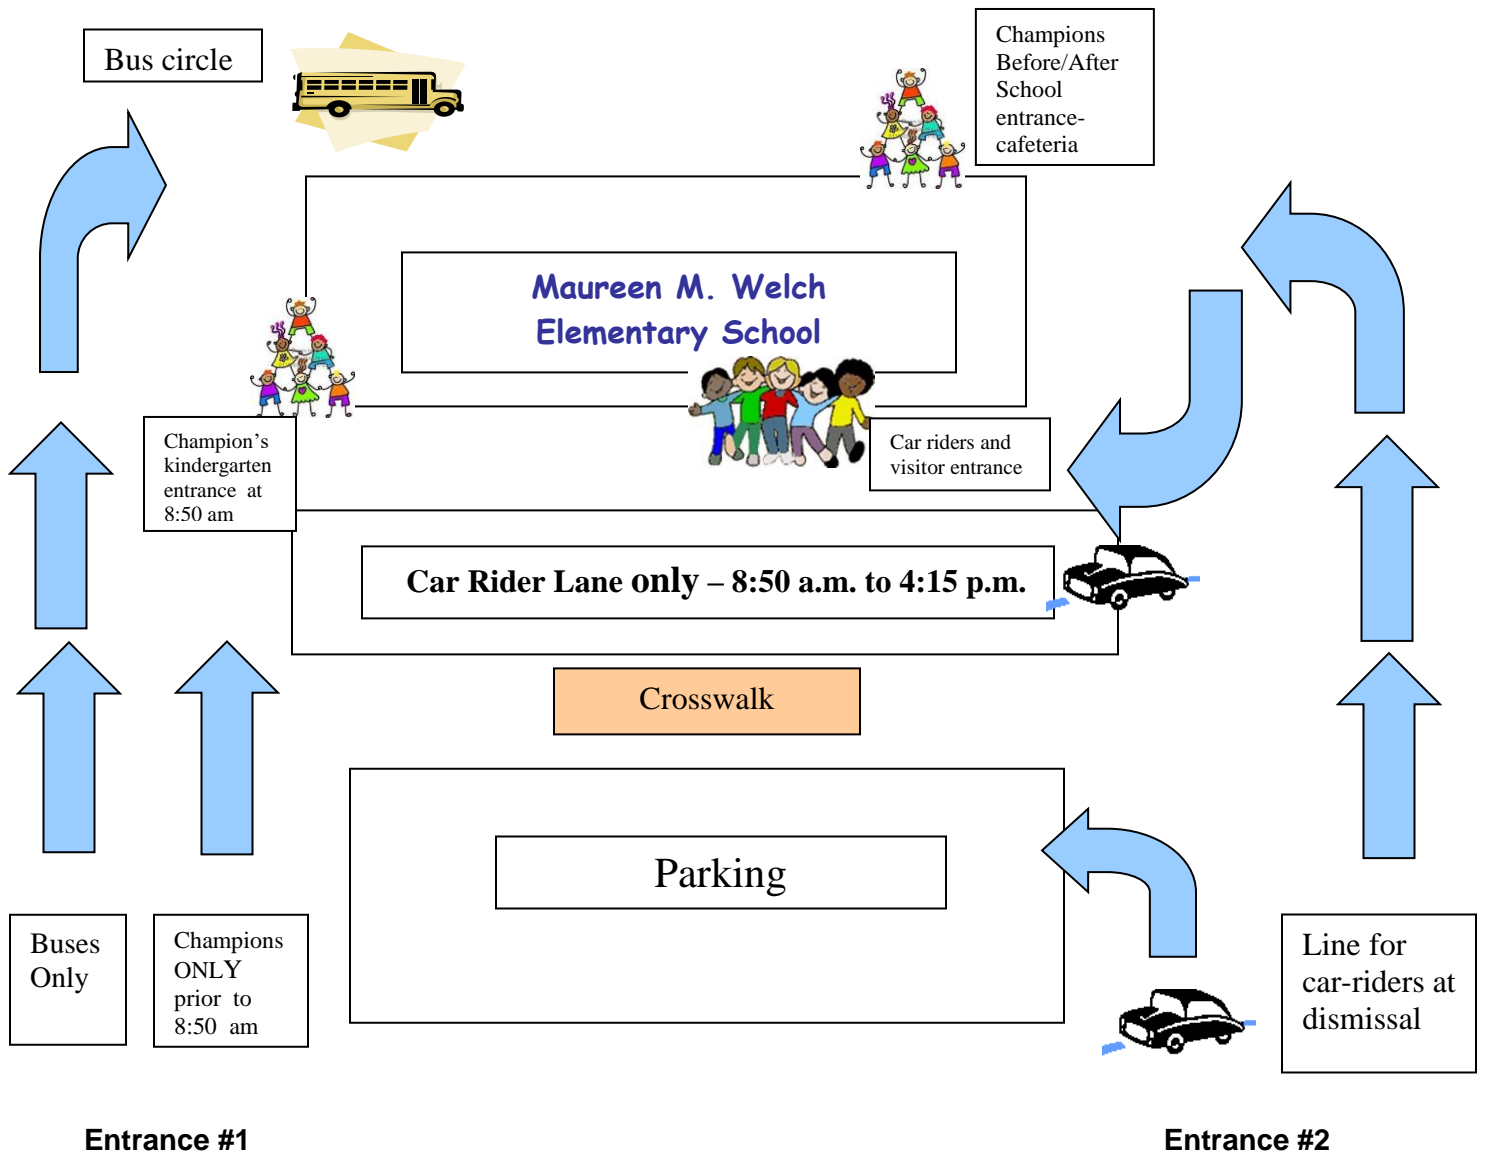 Bus circle
Champions
Before/After
School
entrance-
cafeteria
Maureen M. Welch
Elementary School
Champion's
kindergarten
entrance at
8:50 am
Car riders and
visitor entrance
Car Rider Lane only – 8:50 a.m. to 4:15 p.m.
Crosswalk
Parking
Buses
Only
Champions
ONLY
prior to
8:50 am
Line for
car-riders at
dismissal
Entrance #1
Entrance #2